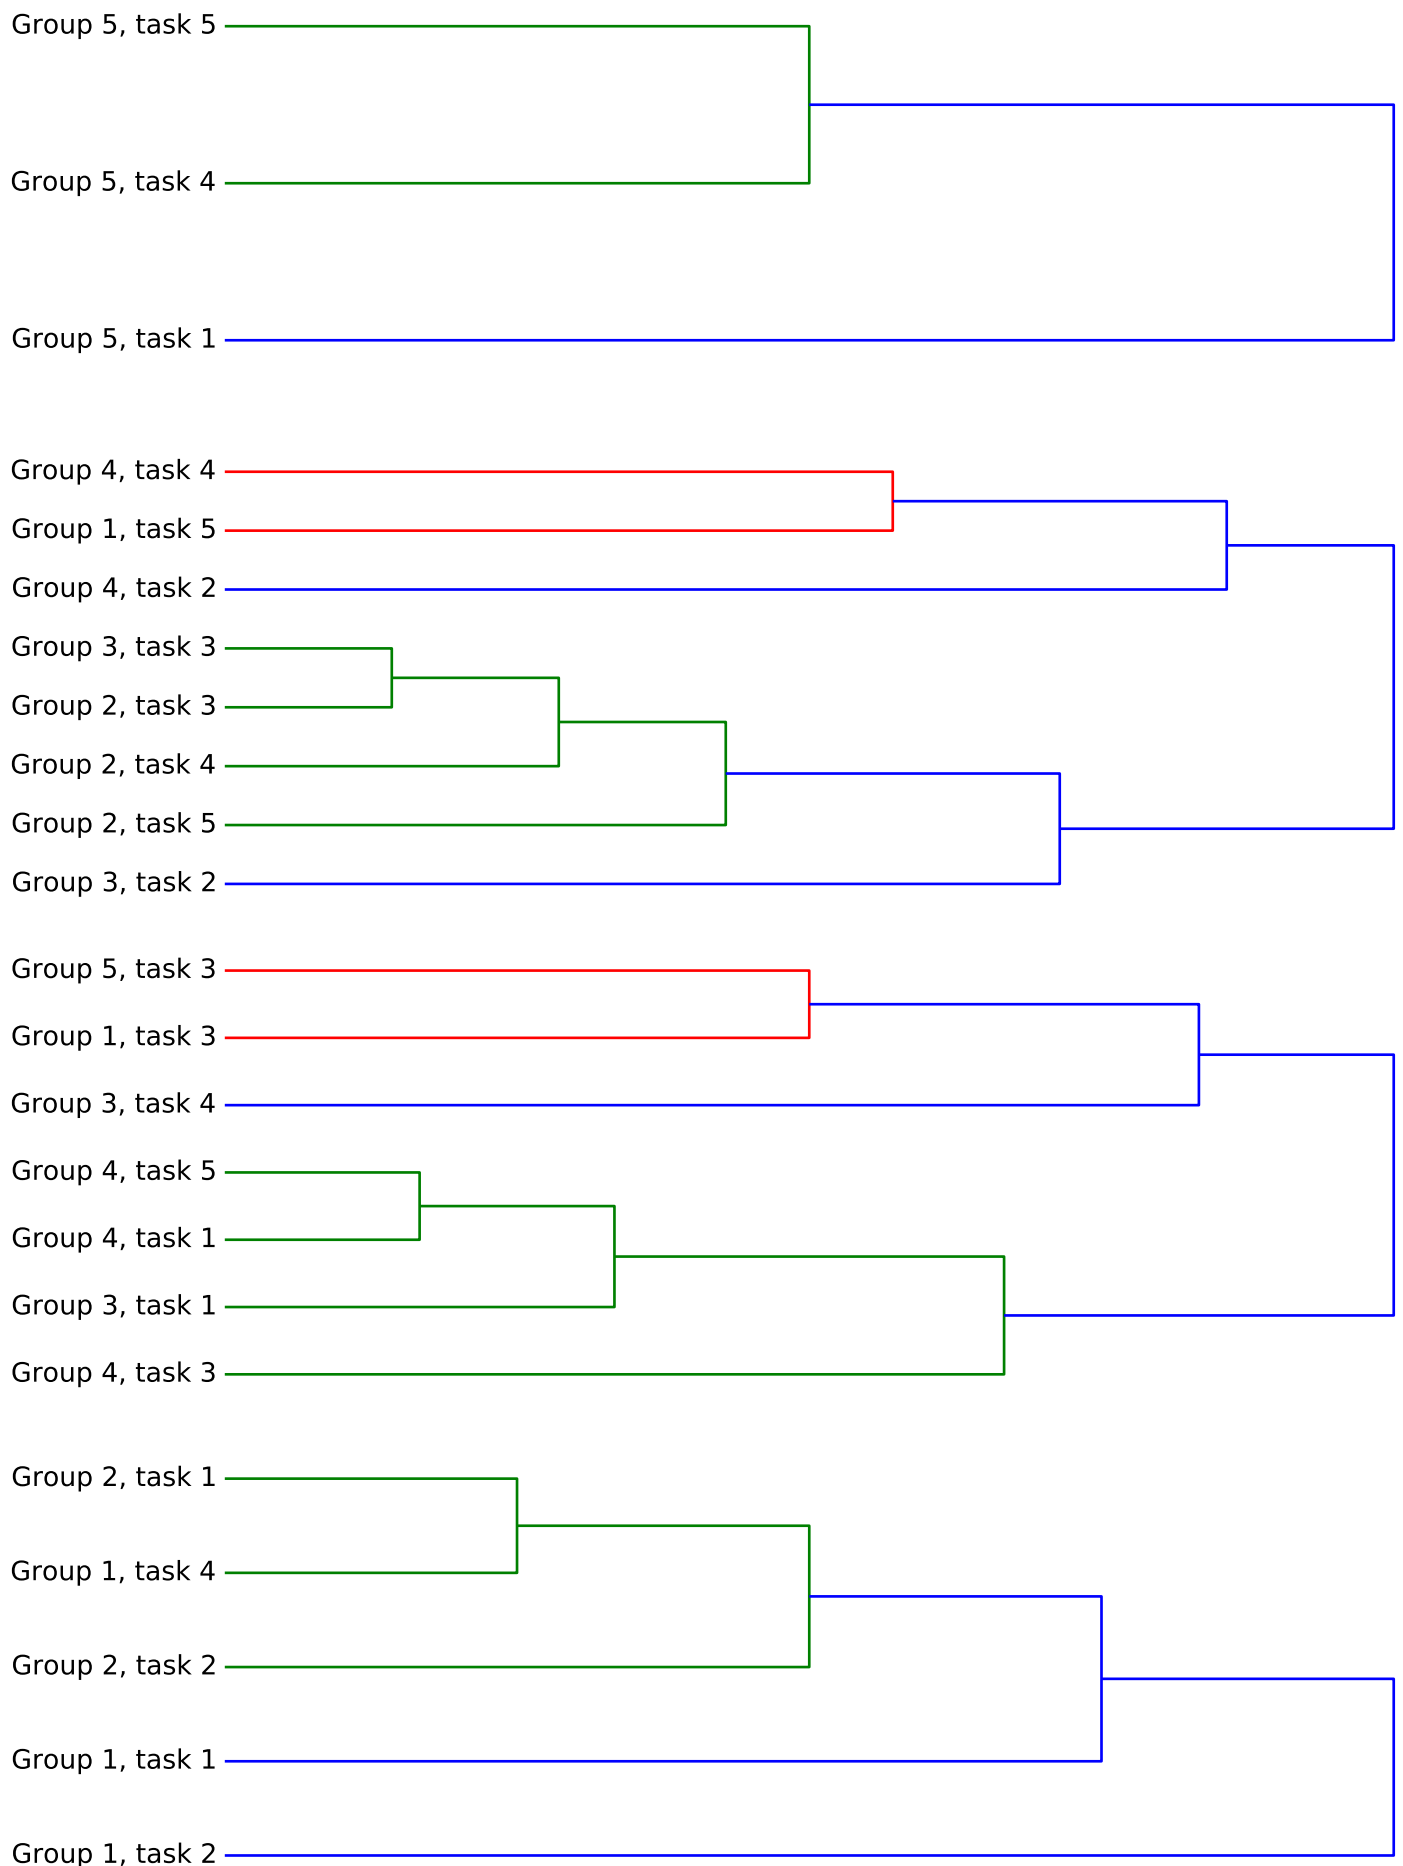 Group 5, task 5
Group 5, task 4
Group 5, task 1
Group 4, task 4
Group 1, task 5
Group 4, task 2
Group 3, task 3
Group 2, task 3
Group 2, task 4
Group 2, task 5
Group 3, task 2
Group 5, task 3
Group 1, task 3
Group 3, task 4
Group 4, task 5
Group 4, task 1
Group 3, task 1
Group 4, task 3
Group 2, task 1
Group 1, task 4
Group 2, task 2
Group 1, task 1
Group 1, task 2